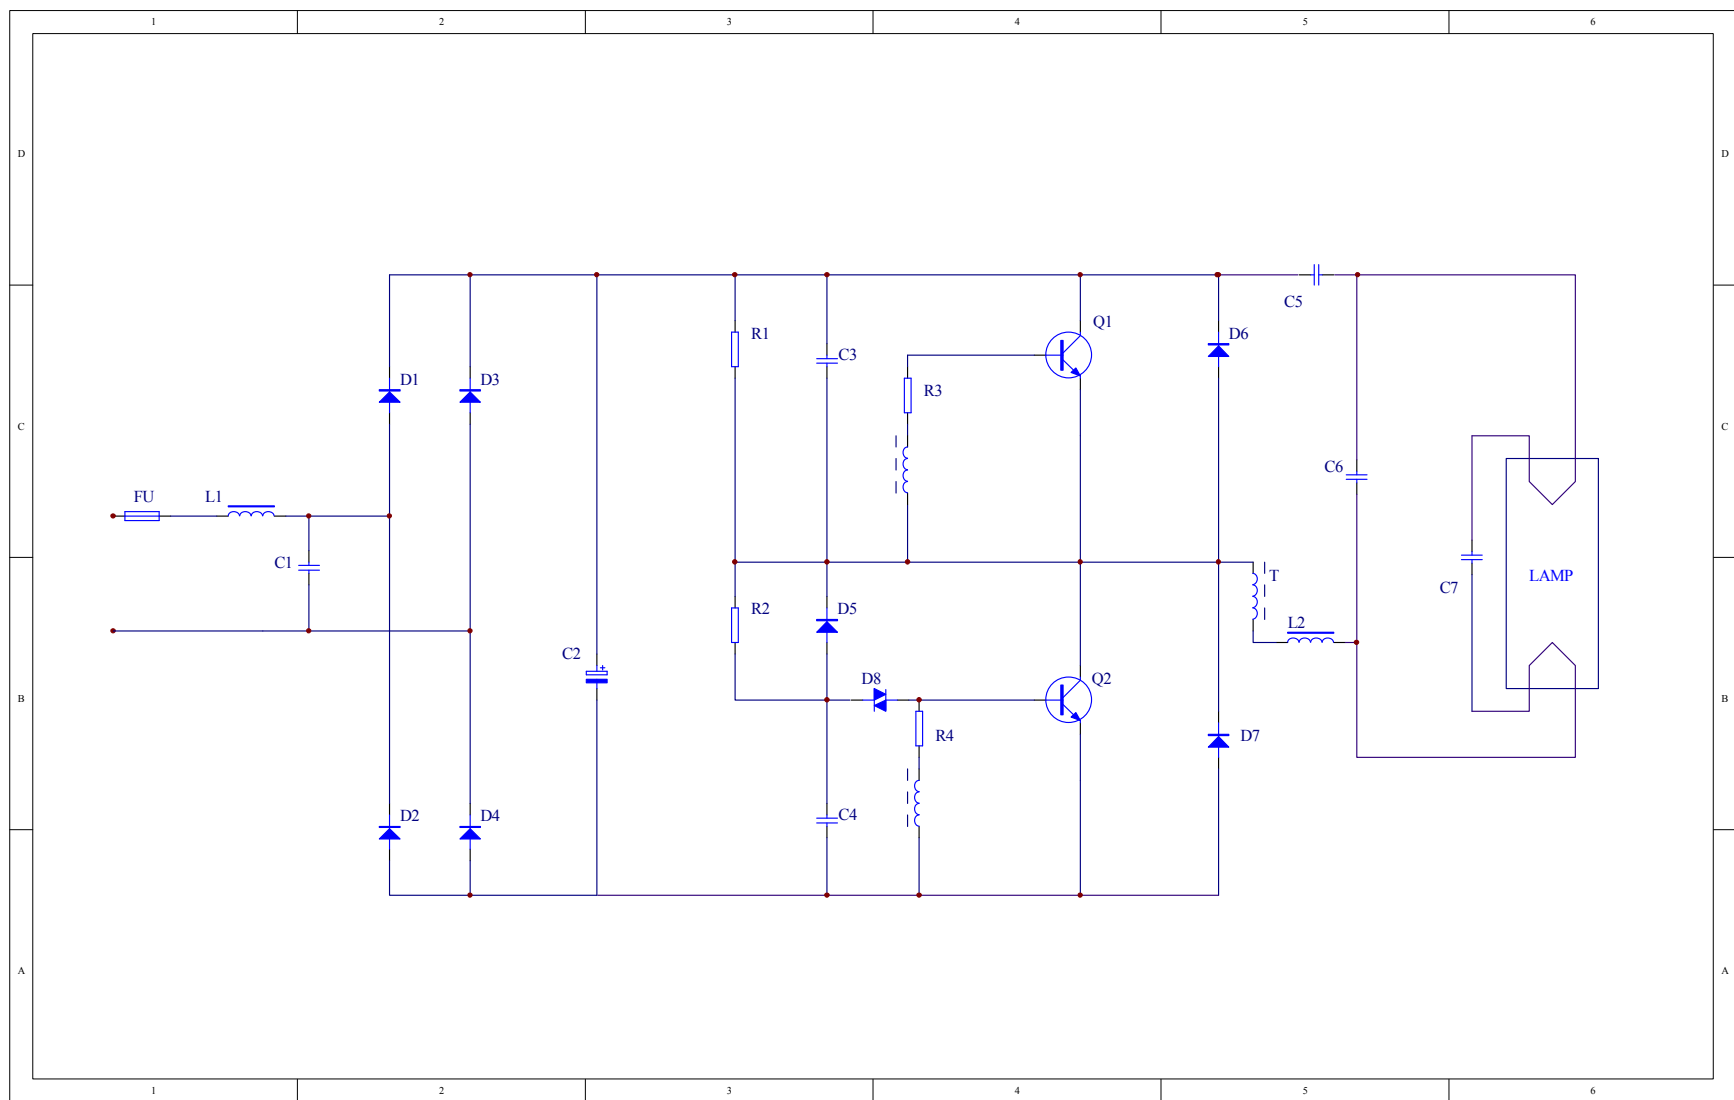 1 2 3 4 5 6
D D
C5
R1 Q1 D6
C3
D1 D3 R3
C C
C6
FU L1
C1 T LAMP C7
R2 D5 L2
C2
D8 Q2
B B
R4 D7
D2 D4 C4
A A
1 2 3 4 5 6